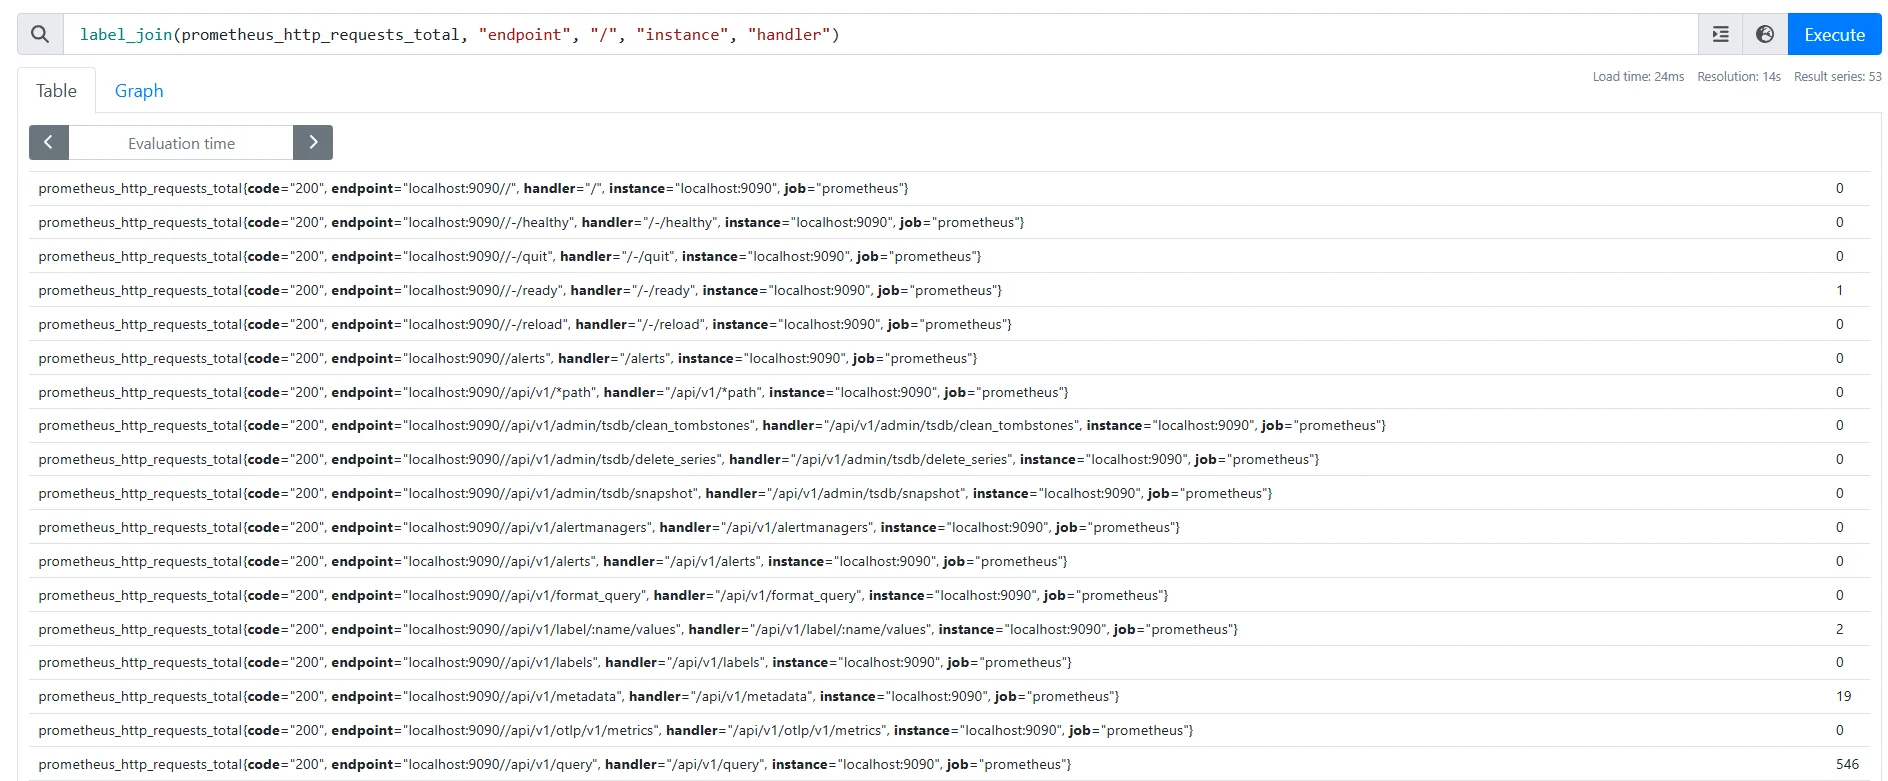 label_join(prometheus_http_requests_total, "endpoint", "/", "instance", "handler")
Execute
Table
Graph
Load time: 24ms Resolution: 14s Result series: 53
Evaluation time
prometheus_http_requests_total{code="200", endpoint="localhost:9090//", handler="/", instance="localhost:9090", job="prometheus"} 0
prometheus_http_requests_total{code="200", endpoint="localhost:9090//-/healthy", handler="/-/healthy", instance="localhost:9090", job="prometheus"} 0
prometheus_http_requests_total{code="200", endpoint="localhost:9090//-/quit", handler="/-/quit", instance="localhost:9090", job="prometheus"} 0
prometheus_http_requests_total{code="200", endpoint="localhost:9090//-/ready", handler="/-/ready", instance="localhost:9090", job="prometheus"} 1
prometheus_http_requests_total{code="200", endpoint="localhost:9090//-/reload", handler="/-/reload", instance="localhost:9090", job="prometheus"} 0
prometheus_http_requests_total{code="200", endpoint="localhost:9090//alerts", handler="/alerts", instance="localhost:9090", job="prometheus"} 0
prometheus_http_requests_total{code="200", endpoint="localhost:9090//api/v1/*path", handler="/api/v1/*path", instance="localhost:9090", job="prometheus"} 0
prometheus_http_requests_total{code="200", endpoint="localhost:9090//api/v1/admin/tsdb/clean_tombstones", handler="/api/v1/admin/tsdb/clean_tombstones", instance="localhost:9090", job="prometheus"} 0
prometheus_http_requests_total{code="200", endpoint="localhost:9090//api/v1/admin/tsdb/delete_series", handler="/api/v1/admin/tsdb/delete_series", instance="localhost:9090", job="prometheus"} 0
prometheus_http_requests_total{code="200", endpoint="localhost:9090//api/v1/admin/tsdb/snapshot", handler="/api/v1/admin/tsdb/snapshot", instance="localhost:9090", job="prometheus"} 0
prometheus_http_requests_total{code="200", endpoint="localhost:9090//api/v1/alertmanagers", handler="/api/v1/alertmanagers", instance="localhost:9090", job="prometheus"} 0
prometheus_http_requests_total{code="200", endpoint="localhost:9090//api/v1/alerts", handler="/api/v1/alerts", instance="localhost:9090", job="prometheus"} 0
prometheus_http_requests_total{code="200", endpoint="localhost:9090//api/v1/format_query", handler="/api/v1/format_query", instance="localhost:9090", job="prometheus"} 0
prometheus_http_requests_total{code="200", endpoint="localhost:9090//api/v1/label/:name/values", handler="/api/v1/label/:name/values", instance="localhost:9090", job="prometheus"} 2
prometheus_http_requests_total{code="200", endpoint="localhost:9090//api/v1/labels", handler="/api/v1/labels", instance="localhost:9090", job="prometheus"} 0
prometheus_http_requests_total{code="200", endpoint="localhost:9090//api/v1/metadata", handler="/api/v1/metadata", instance="localhost:9090", job="prometheus"} 19
prometheus_http_requests_total{code="200", endpoint="localhost:9090//api/v1/otlp/v1/metrics", handler="/api/v1/otlp/v1/metrics", instance="localhost:9090", job="prometheus"} 0
prometheus_http_requests_total{code="200", endpoint="localhost:9090//api/v1/query", handler="/api/v1/query", instance="localhost:9090", job="prometheus"} 546